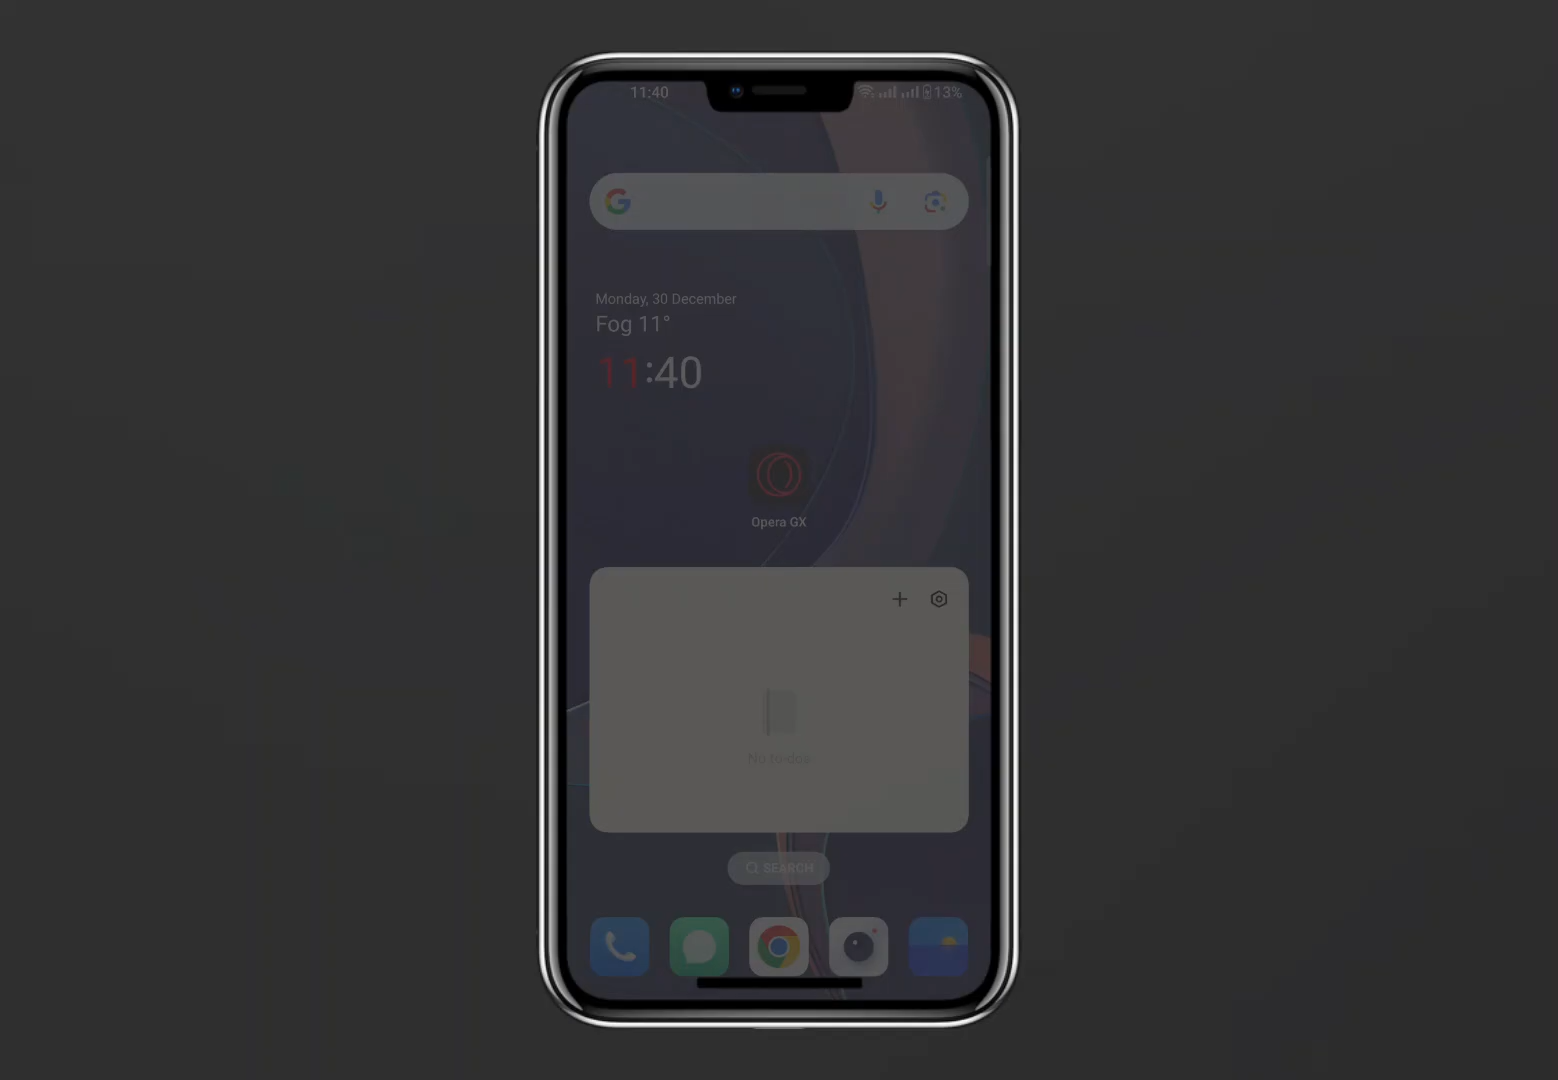 11:40
13%
Monday, 30 December
Fog 11°
11:40
Opera GX
No to-dos
SEARCH